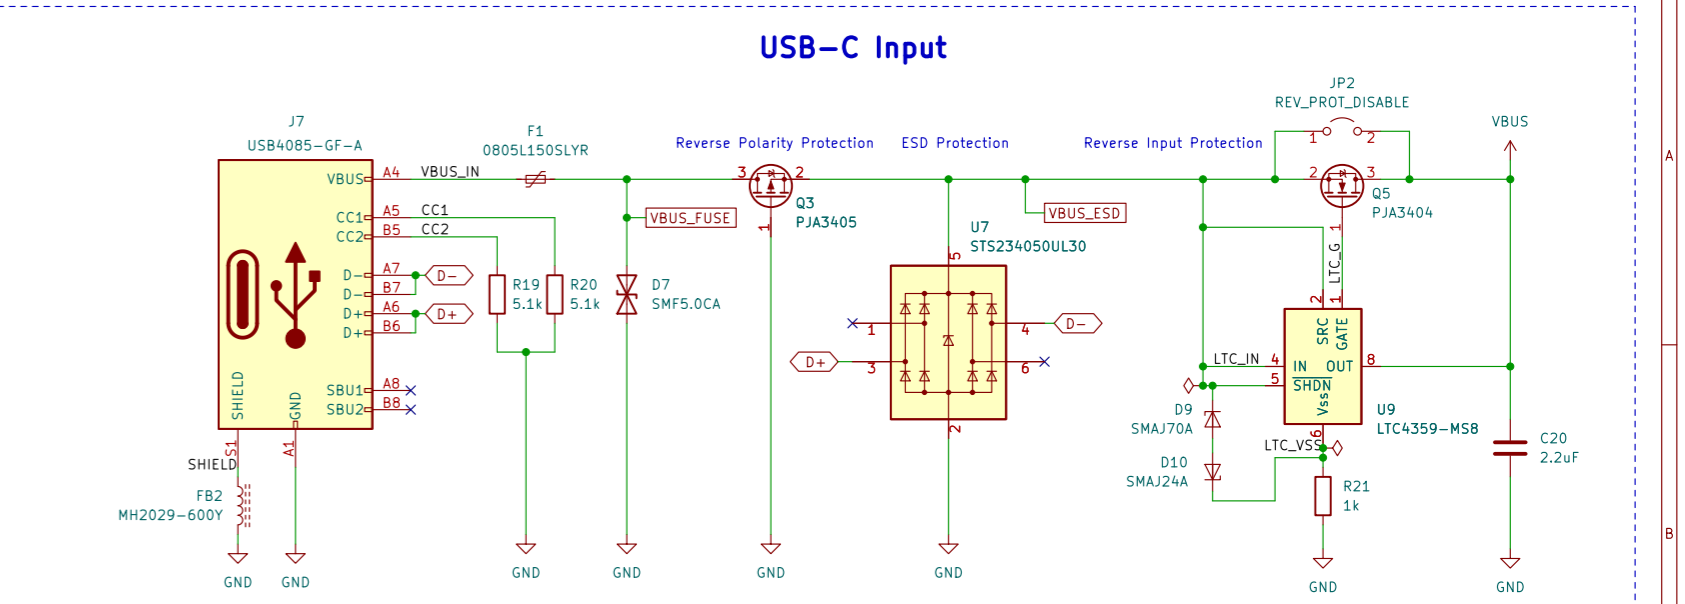 USB-C Input
JP2
REV_PROT_DISABLE
1
2
VBUS
J7
USB4085-GF-A
F1
0805L150SLYR
Reverse Polarity Protection
ESD Protection
Reverse Input Protection
A
VBUS
A4
VBUS_IN
3
2
Q3
PJA3405
1
2
3
Q5
PJA3404
1
CC1
A5
CC1
CC2
B5
CC2
VBUS_FUSE
VBUS_ESD
U7
STS234050UL30
5
LTC_G
D-
A7
D-
D-
B7
D+
A6
D+
D+
B6
R19
5.1k
R20
5.1k
D7
SMF5.0CA
1
4
D-
D+
3
6
2
2
1
SRC
GATE
LTC_IN
4
IN
OUT
8
5
SHDN
Vss
6
U9
LTC4359-MS8
SBU1
A8
SBU2
B8
SHIELD
GND
S1
A1
SHIELD
D9
SMAJ70A
LTC_VSS
D10
SMAJ24A
R21
1k
C20
2.2uF
FB2
MH2029-600Y
B
GND
GND
GND
GND
GND
GND
GND
GND